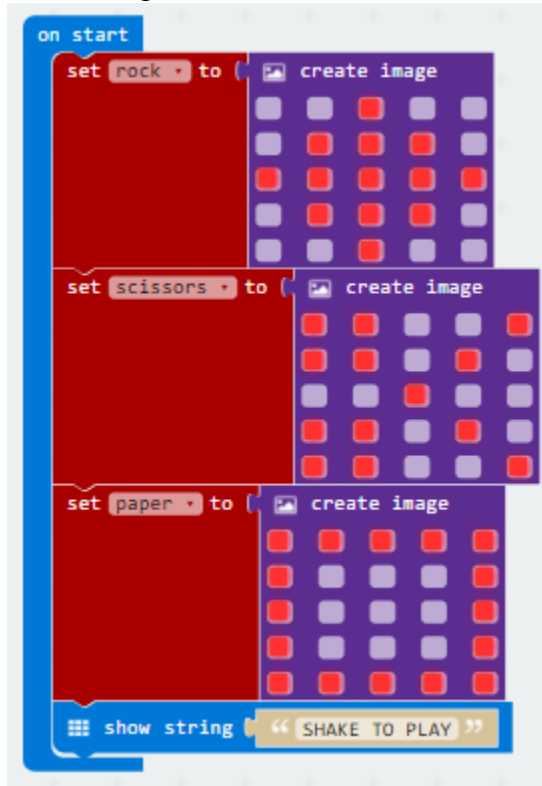 on start
set rock to create image
set scissors to create image
set paper to create image
show string “ SHAKE TO PLAY ”